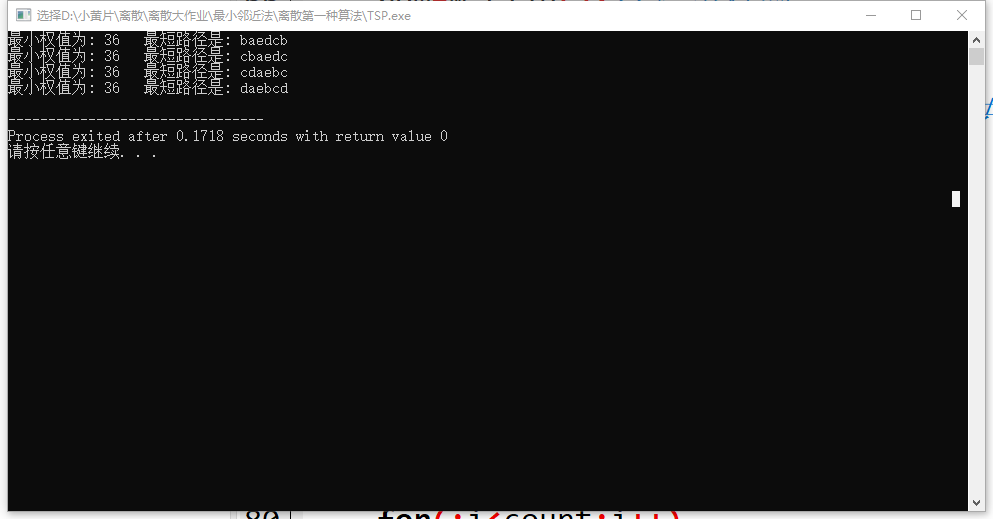 选择D:\小黄片\离散\离散大作业\最小邻近法\离散第一种算法\TSP.exe
最小权值为: 36   最短路径是: baedcb
最小权值为: 36   最短路径是: cbaedc
最小权值为: 36   最短路径是: cdaebc
最小权值为: 36   最短路径是: daebcd
--------------------------------
Process exited after 0.1718 seconds with return value 0
请按任意键继续. . .
for(;i<count;i++)